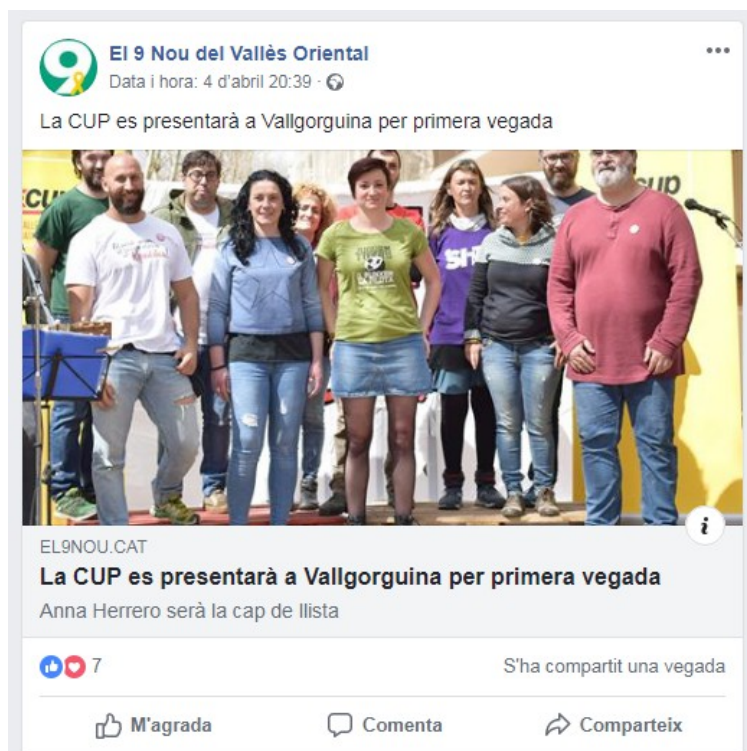 El 9 Nou del Vallès Oriental
Data i hora: 4 d'abril 20:39 ·
La CUP es presentarà a Vallgorguina per primera vegada
cup
SH
EL9NOU.CAT
La CUP es presentarà a Vallgorguina per primera vegada
Anna Herrero serà la cap de llista
7
S'ha compartit una vegada
M'agrada
Comenta
Comparteix